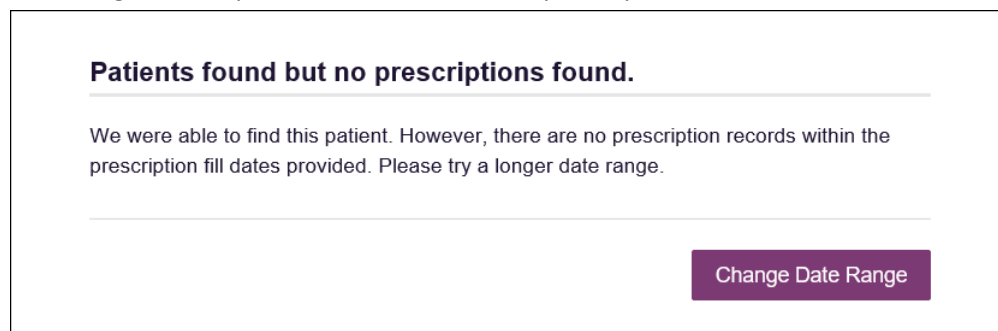 Patients found but no prescriptions found.
We were able to find this patient. However, there are no prescription records within the
prescription fill dates provided. Please try a longer date range.
Change Date Range